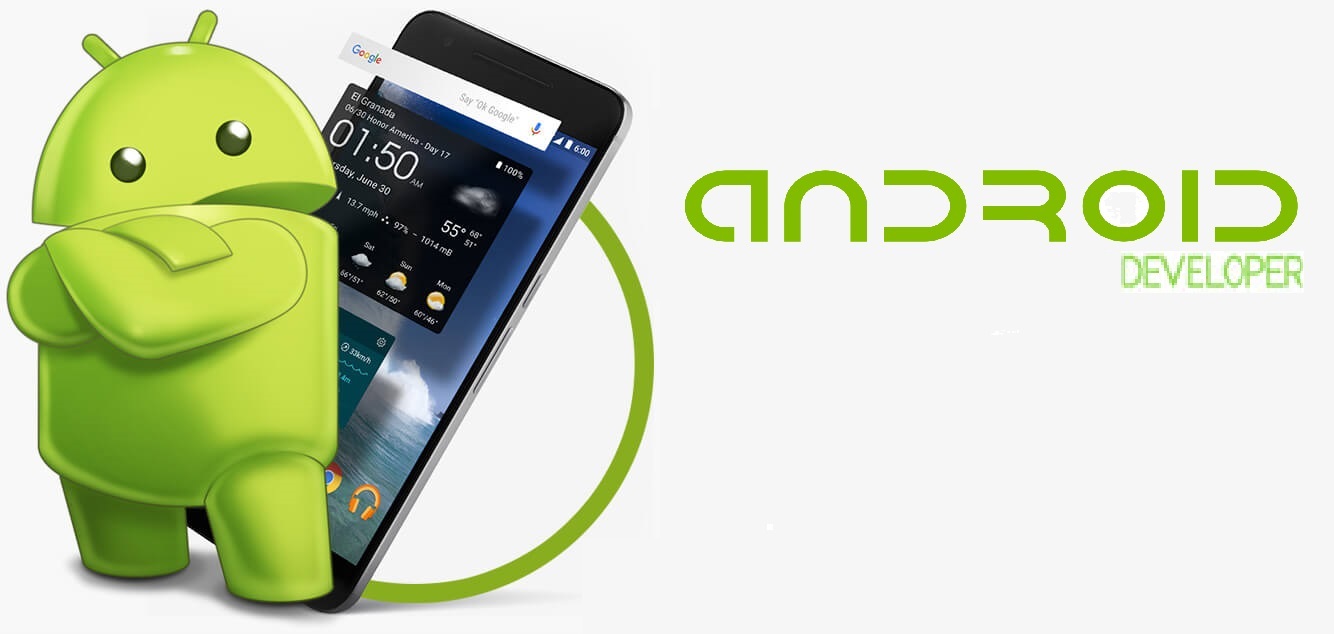 Google
Say "Ok Google"
6:00
El Granada
06/30 Honor America - Day 17
100%
01:50 AM
rsday, June 30
13.7 mph 97% - 1014 mB
55° 68°
51°
Sat Sun Mon
66°/51° 62°/50° 60°/46°
33km/h
.4m
ANDROID
DEVELOPER